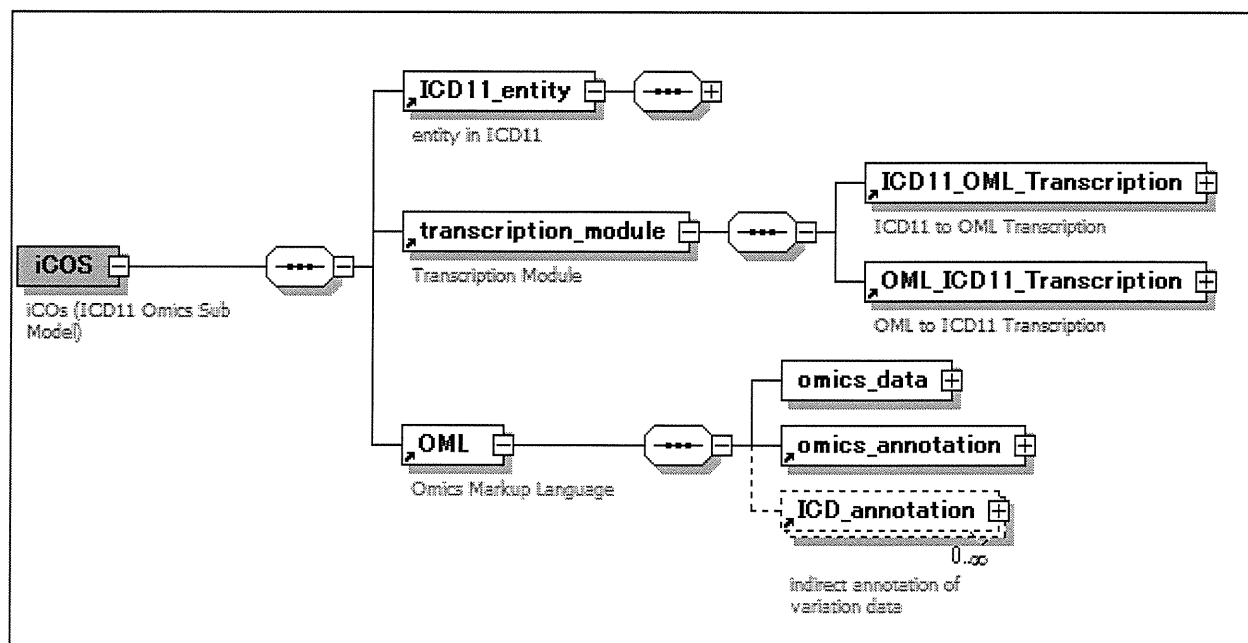 ICD11_entity
entity in ICD11
ICD11_OML_Transcription
ICD11 to OML Transcription
transcription_module
Transcription Module
OML_ICD11_Transcription
OML to ICD11 Transcription
iCOS
iCOs (ICD11 Omics Sub
Model)
omics_data
OML
Omics Markup Language
omics_annotation
ICD_annotation
0..∞
indirect annotation of
variation data